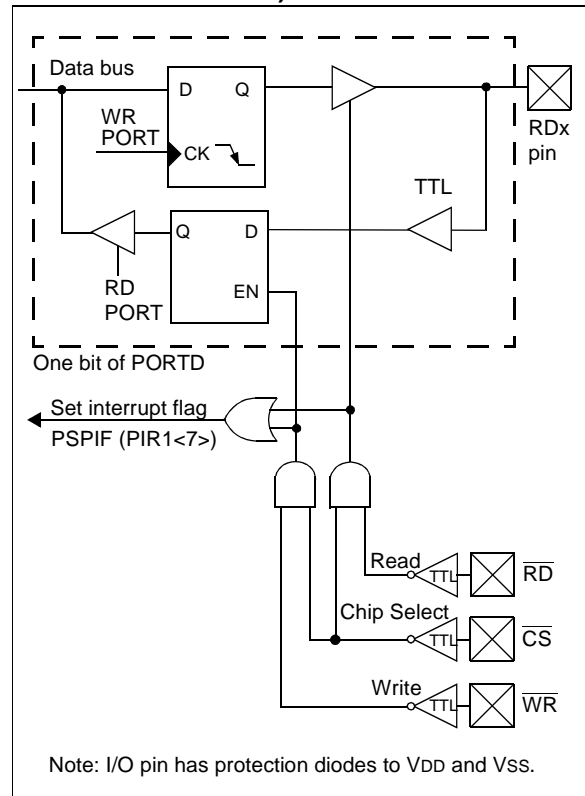 Data bus
D Q
WR
PORT
CK
RDx
pin
TTL
Q D
RD
PORT
EN
One bit of PORTD
Set interrupt flag
PSPIF (PIR1<7>)
Read
TTL
RD
Chip Select
TTL
CS
Write
TTL
WR
Note: I/O pin has protection diodes to VDD and VSS.